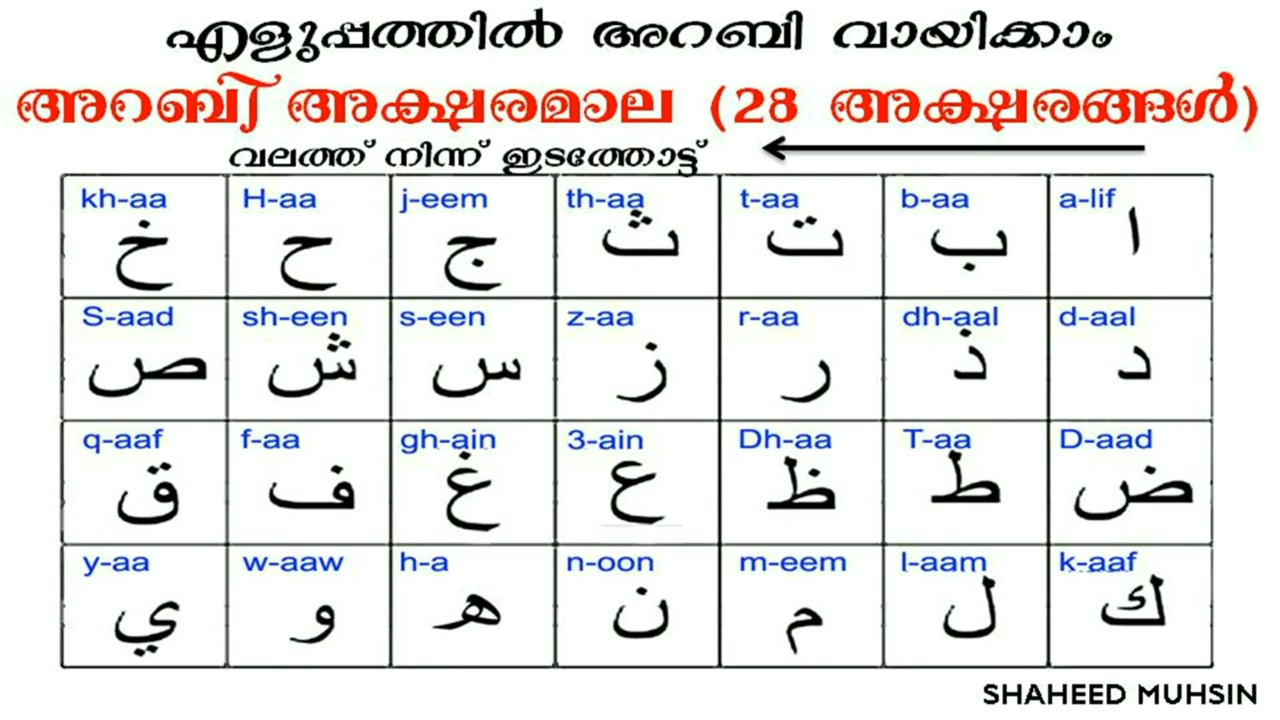 എളുപ്പത്തിൽ അറബി വായിക്കാം
അറബി അക്ഷരമാല (28 അക്ഷരങ്ങൾ)
വലത്ത് നിന്ന് ഇടത്തോട്ട്
kh-aa H-aa j-eem th-aa t-aa b-aa a-lif
خ ح ج ث ت ب ا
S-aad sh-een s-een z-aa r-aa dh-aal d-aal
ص ش س ز ر ذ د
q-aaf f-aa gh-ain 3-ain Dh-aa T-aa D-aad
ق ف غ ع ظ ط ض
y-aa w-aaw h-a n-oon m-eem l-aam k-aaf
ي و ه ن م ل ك
SHAHEED MUHSIN